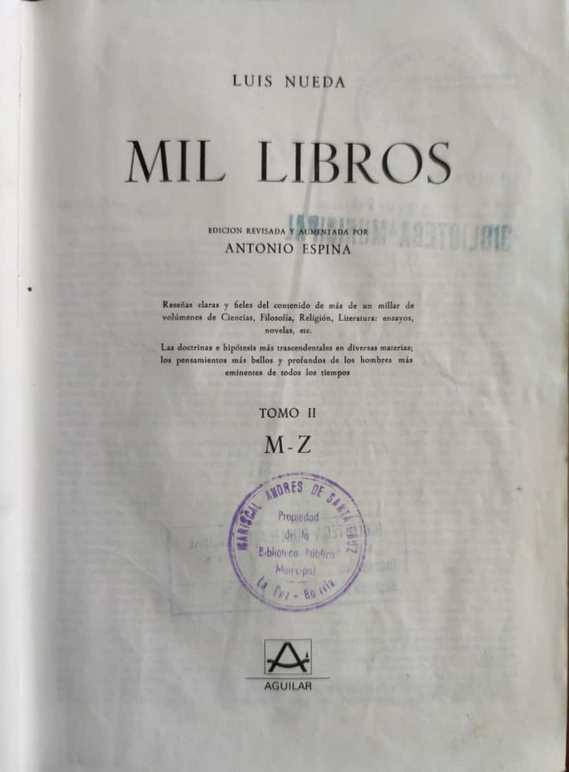 LUIS NUEDA
MIL LIBROS
EDICION REVISADA Y AUMENTADA POR
ANTONIO ESPINA
BIBLIOTECA MUNICIPAL
Reseñas claras y fieles del contenido de más de un millar de
volúmenes de Ciencias, Filosofía, Religión, Literatura: ensayos,
novelas, etc.
Las doctrinas e hipótesis más trascendentales en diversas materias;
los pensamientos más bellos y profundos de los hombres más
eminentes de todos los tiempos
TOMO II
M-Z
MARISCAL ANDRES DE SANTA CRUZ
Propiedad
de la
Biblioteca Pública
Municipal
La Paz - Bolivia
AGUILAR